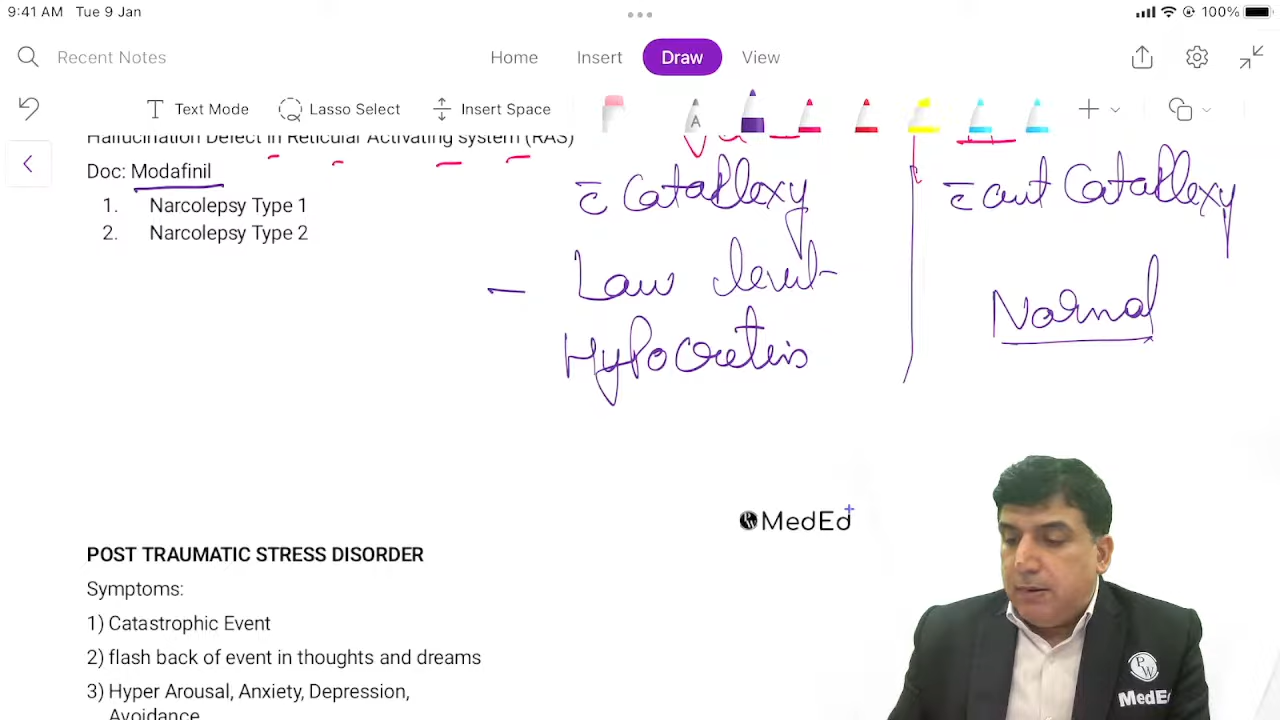 9:41 AM Tue 9 Jan
100%
Recent Notes
Home Insert Draw View
Text Mode Lasso Select Insert Space
A
Hallucination Defect in Reticular Activating system (RAS)
Doc: Modafinil
1. Narcolepsy Type 1
2. Narcolepsy Type 2
c̄ Cataplexy
Low level
Hypocretin
c̄out Cataplexy
Normal
PW MedEd+
POST TRAUMATIC STRESS DISORDER
Symptoms:
1) Catastrophic Event
2) flash back of event in thoughts and dreams
3) Hyper Arousal, Anxiety, Depression,
Avoidance
PW
MedEd